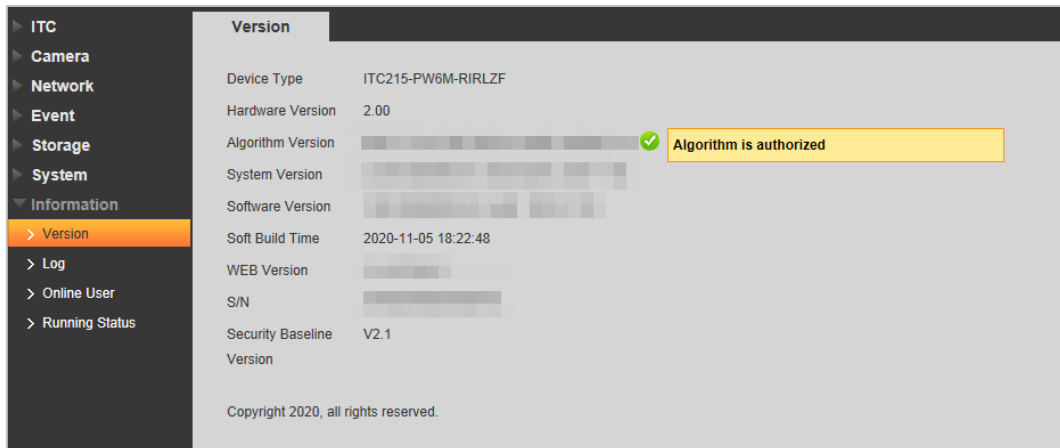 ITC
Camera
Network
Event
Storage
System
Information
Version
Log
Online User
Running Status
Version
Device Type ITC215-PW6M-RIRLZF
Hardware Version 2.00
Algorithm Version Algorithm is authorized
System Version
Software Version
Soft Build Time 2020-11-05 18:22:48
WEB Version
S/N
Security Baseline V2.1
Version
Copyright 2020, all rights reserved.